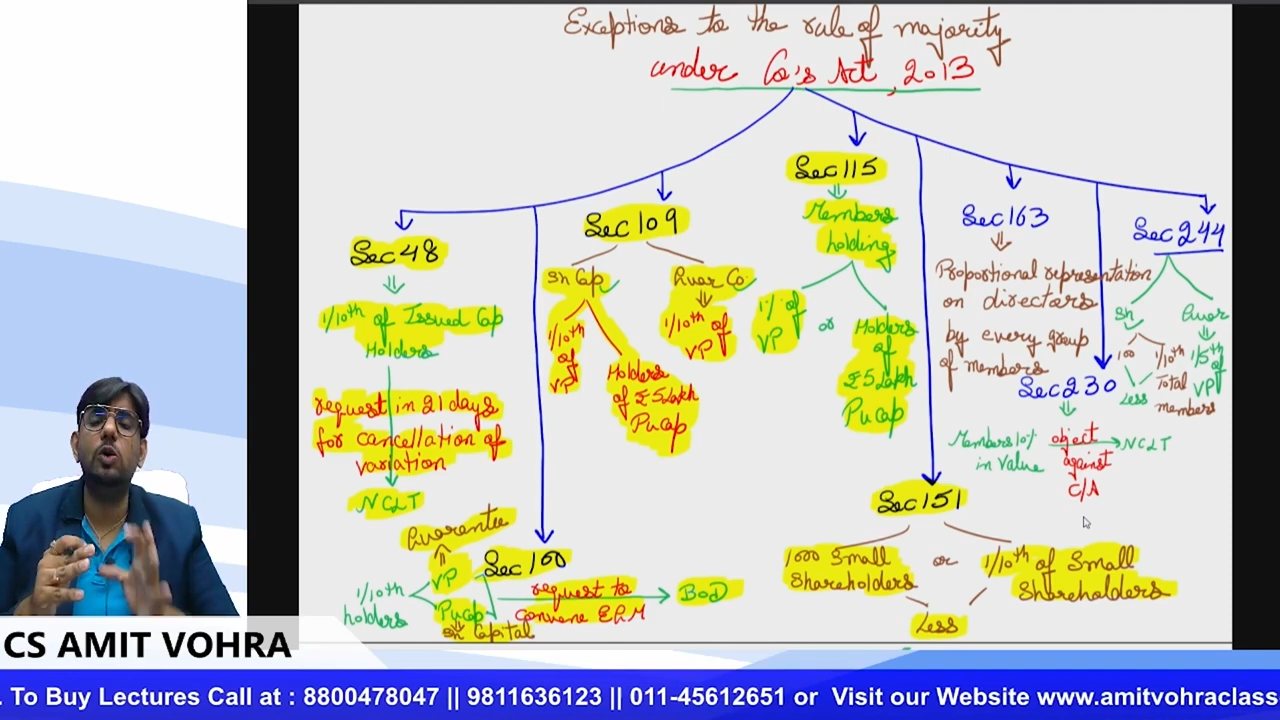 Exceptions to the rule of majority
under Co's Act, 2013
Sec 48
1/10th of Issued Cap
Holders
request in 21 days
for cancellation of
variation
NCLT
Sec 109
Sh Cap
1/10th
of
VP
Holders
of ₹5 Lakh
Pucap
Guar Co.
1/10th of
VP
Sec 115
Members
holding
1% of
VP
or
Holders
of
₹5 Lakh
Pucap
Sec 163
Proportional representation
on directors
by every group
of members
Sec 244
Sh
100
1/10th
Total
members
Less
Guar
1/5th
of
VP
Sec 230
Members 10%
in Value
object
against
C/A
NCLT
Guarantee
Sec 100
1/10th
holders
VP
Pucap
Sh Capital
request to
convene EGM
BoD
Sec 151
1000 Small
Shareholders
or
1/10th of Small
Shareholders
Less
CS AMIT VOHRA
. To Buy Lectures Call at : 8800478047 || 9811636123 || 011-45612651 or Visit our Website www.amitvohraclass